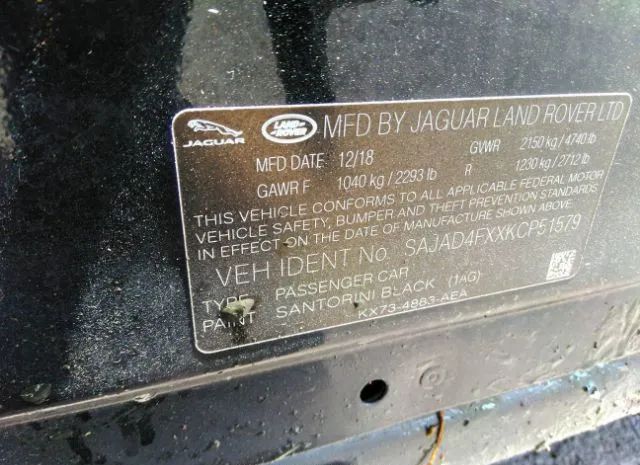 JAGUAR
LAND ROVER
MFD BY JAGUAR LAND ROVER LTD
MFD DATE 12/18 GVWR 2150 kg / 4740 lb
GAWR F 1040 kg / 2293 lb R 1230 kg / 2712 lb
THIS VEHICLE CONFORMS TO ALL APPLICABLE FEDERAL MOTOR
VEHICLE SAFETY, BUMPER AND THEFT PREVENTION STANDARDS
IN EFFECT ON THE DATE OF MANUFACTURE SHOWN ABOVE.
VEH IDENT No. SAJAD4FXXKCP51579
TYPE PASSENGER CAR
PAINT SANTORINI BLACK (1AG)
KX73-4883-AEA